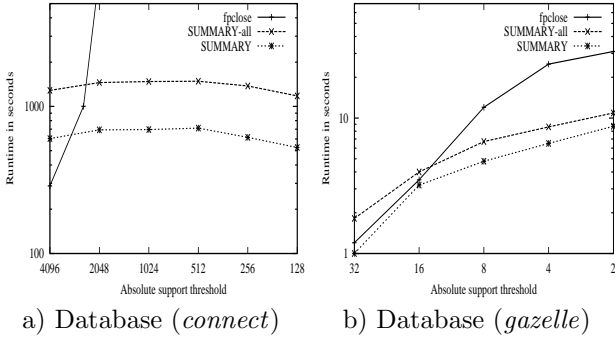 fpclose
SUMMARY-all
SUMMARY
1000
100
Runtime in seconds
4096 2048 1024 512 256 128
Absolute support threshold
a) Database (connect)
fpclose
SUMMARY-all
SUMMARY
10
1
Runtime in seconds
32 16 8 4 2
Absolute support threshold
b) Database (gazelle)